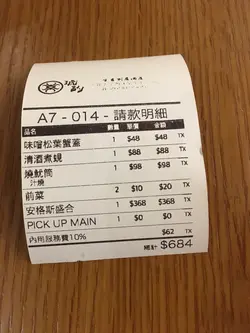 A7 - 014 - 請款明細
品名 數量 單價 金額
味噌松葉蟹蓋 1 $48 $48 TX
清酒煮蜆 1 $88 $88 TX
燒魷筒 1 $98 $98 TX
汁燒
前菜 2 $10 $20 TX
安格斯盛合 1 $368 $368 TX
PICK UP MAIN 1 $0 $0 TX
內用服務費10% $62 TX
總計 $684